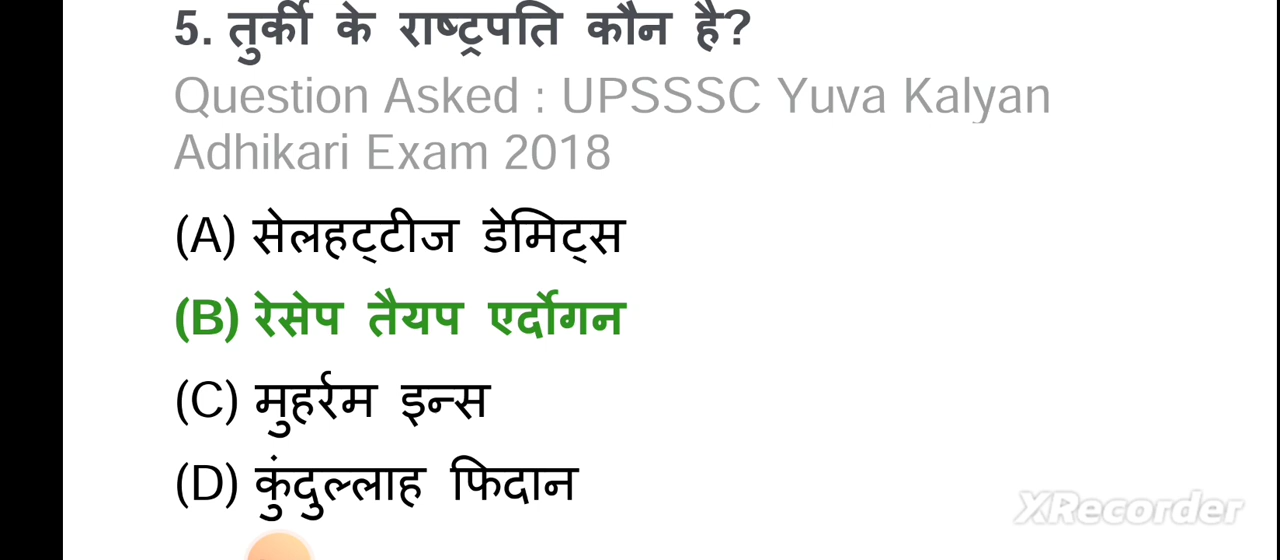 5. तुर्की के राष्ट्रपति कौन है?
Question Asked : UPSSSC Yuva Kalyan
Adhikari Exam 2018
(A) सेलहट्टीज डेमिट्स
(B) रेसेप तैयप एर्दोगन
(C) मुहर्रम इन्स
(D) कुंदुल्लाह फिदान
XRecorder